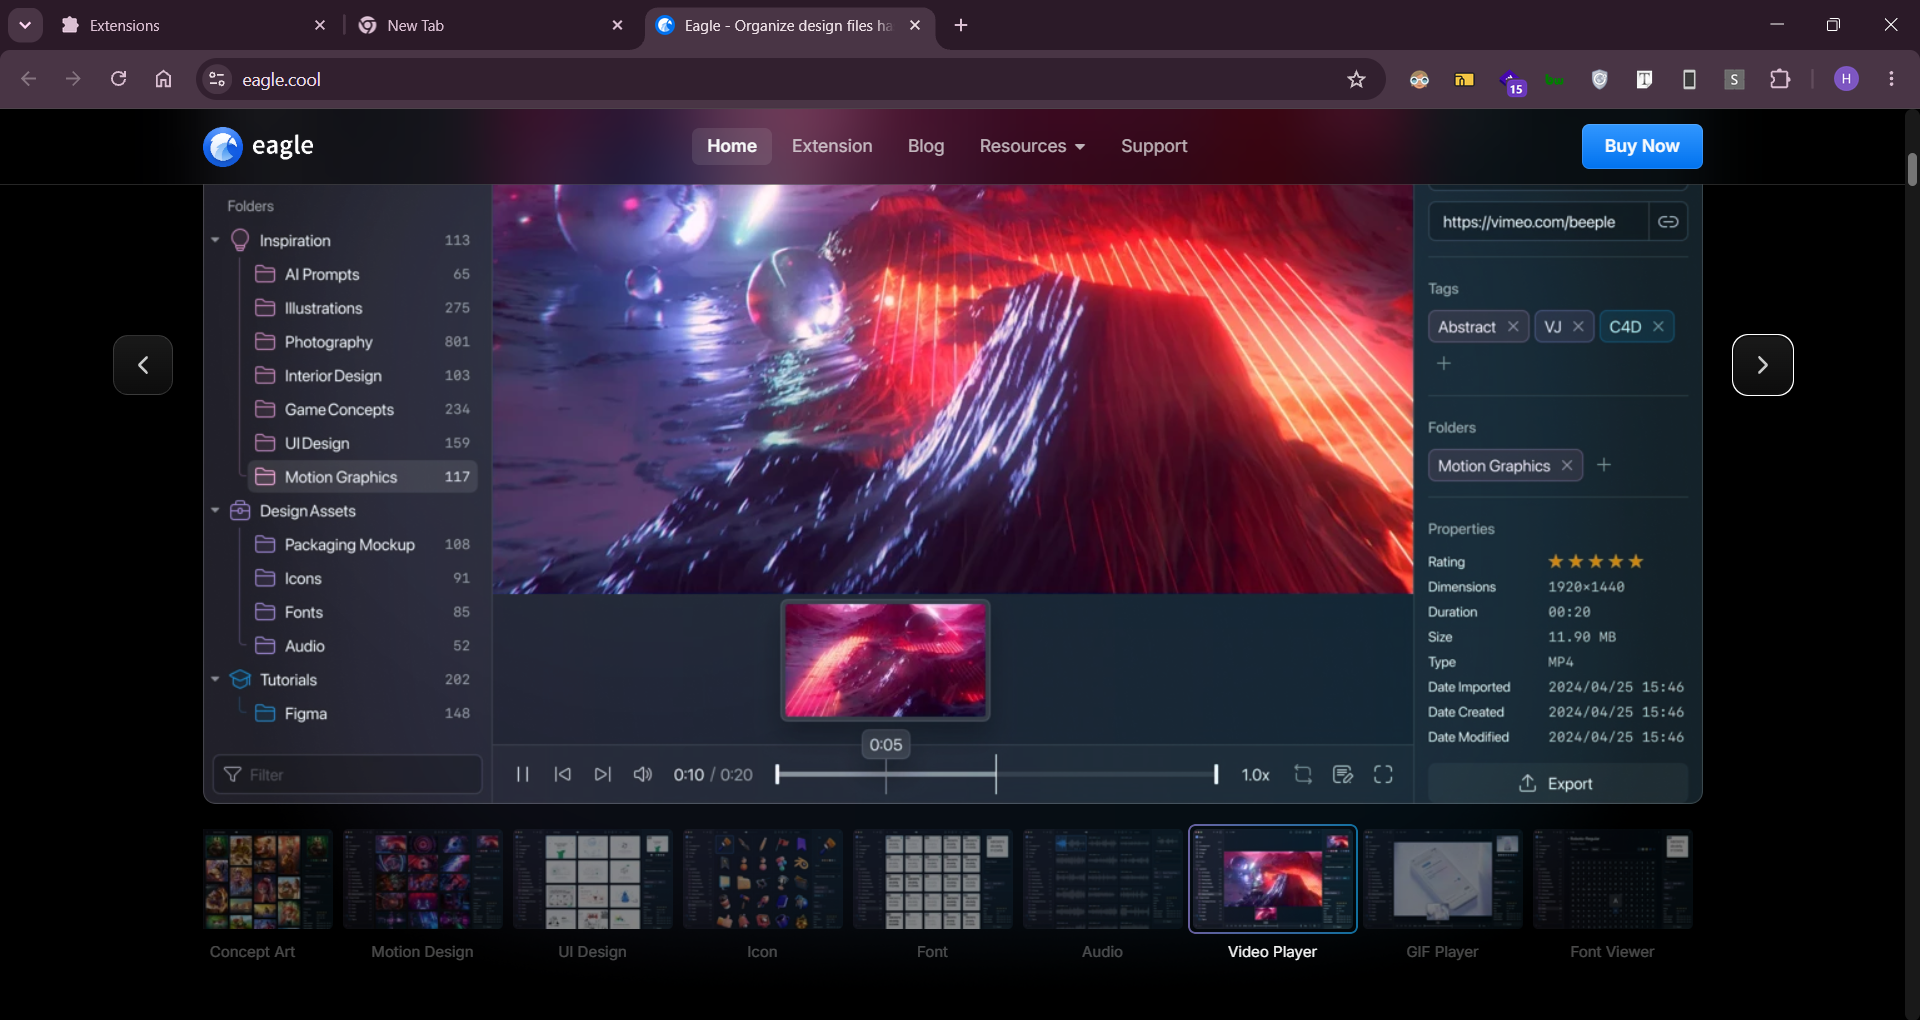 Extensions
New Tab
Eagle - Organize design files ha
eagle.cool
15
bw
T
S
H
eagle
Home
Extension
Blog
Resources
Support
Buy Now
Folders
Inspiration 113
AI Prompts 65
Illustrations 275
Photography 801
Interior Design 103
Game Concepts 234
UI Design 159
Motion Graphics 117
Design Assets
Packaging Mockup 108
Icons 91
Fonts 85
Audio 52
Tutorials 202
Figma 148
Filter
0:05
0:10 / 0:20
1.0x
https://vimeo.com/beeple
Tags
Abstract
VJ
C4D
Folders
Motion Graphics
Properties
Rating
Dimensions 1920×1440
Duration 00:20
Size 11.90 MB
Type MP4
Date Imported 2024/04/25 15:46
Date Created 2024/04/25 15:46
Date Modified 2024/04/25 15:46
Export
Concept Art
Motion Design
UI Design
Icon
Font
Audio
Video Player
GIF Player
Font Viewer